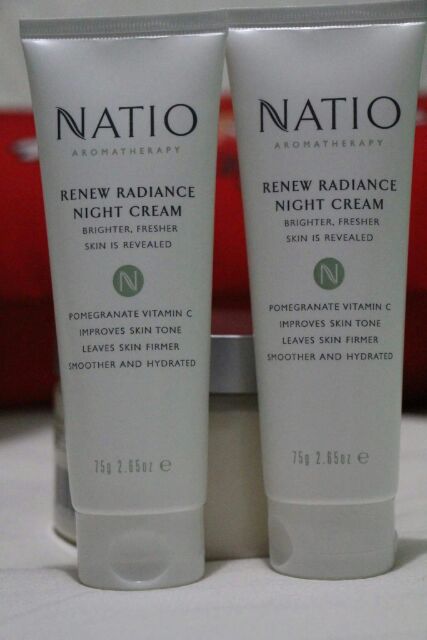 NATIO
AROMATHERAPY
RENEW RADIANCE
NIGHT CREAM
BRIGHTER, FRESHER
SKIN IS REVEALED
N
POMEGRANATE VITAMIN C
IMPROVES SKIN TONE
LEAVES SKIN FIRMER
SMOOTHER AND HYDRATED
75g 2.65oz ℮
NATIO
AROMATHERAPY
RENEW RADIANCE
NIGHT CREAM
BRIGHTER, FRESHER
SKIN IS REVEALED
N
POMEGRANATE VITAMIN C
IMPROVES SKIN TONE
LEAVES SKIN FIRMER
SMOOTHER AND HYDRATED
75g 2.65oz ℮